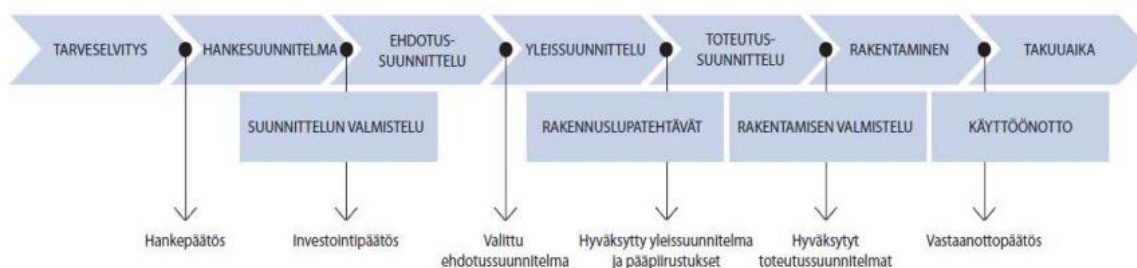 TARVESELVITYS
HANKESUUNNITELMA
EHDOTUS-
SUUNNITTELU
YLEISSUUNNITTELU
TOTEUTUS-
SUUNNITTELU
RAKENTAMINEN
TAKUUAIKA
SUUNNITTELUN VALMISTELU
RAKENNUSLUPATEHTÄVÄT
RAKENTAMISEN VALMISTELU
KÄYTTÖÖNOTTO
Hankepäätös
Investointipäätös
Valittu
ehdotussuunnitelma
Hyväksytty yleissuunnitelma
ja pääpiirustukset
Hyväksytyt
toteutussuunnitelmat
Vastaanottopäätös